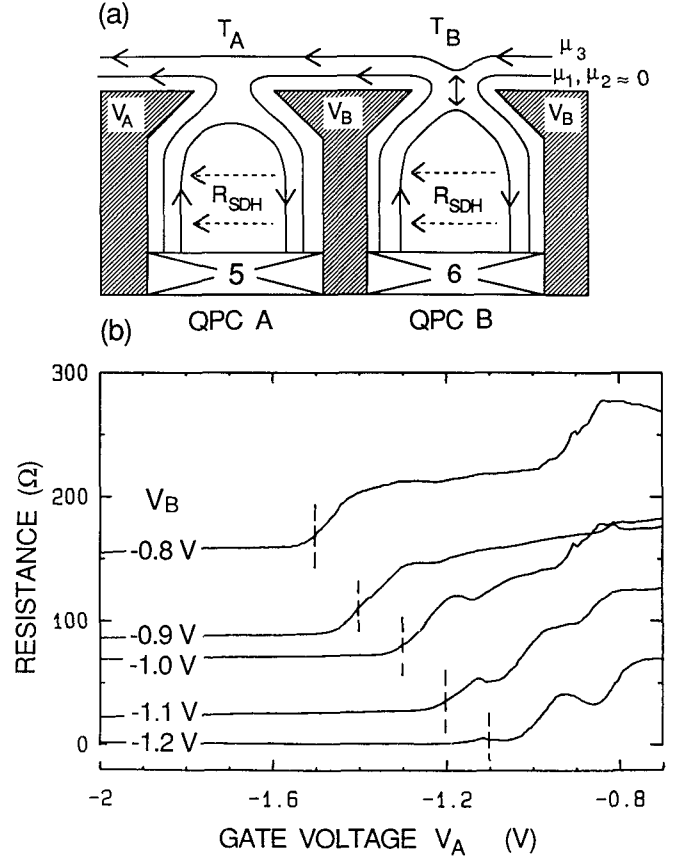 (a)
T_A T_B
μ_3
μ_1, μ_2 ≈ 0
V_A V_B V_B
R_SDH R_SDH
5 6
QPC A QPC B
(b)
300
200
100
0
RESISTANCE (Ω)
V_B
-0.8 V
-0.9 V
-1.0 V
-1.1 V
-1.2 V
-2 -1.6 -1.2 -0.8
GATE VOLTAGE V_A (V)